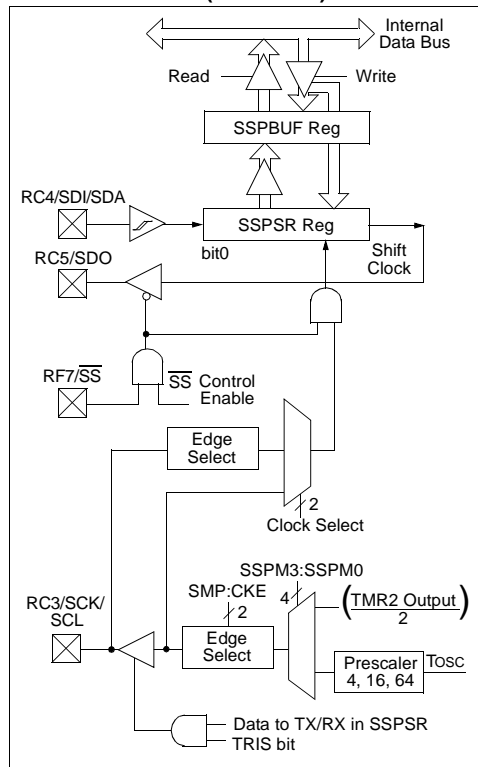 Internal
Data Bus
Read
Write
SSPBUF Reg
RC4/SDI/SDA
SSPSR Reg
bit0
Shift
Clock
RC5/SDO
RF7/SS
SS Control
Enable
Edge
Select
2
Clock Select
SSPM3:SSPM0
SMP:CKE
4
(TMR2 Output)
2
2
RC3/SCK/
SCL
Edge
Select
Prescaler
4, 16, 64
TOSC
Data to TX/RX in SSPSR
TRIS bit